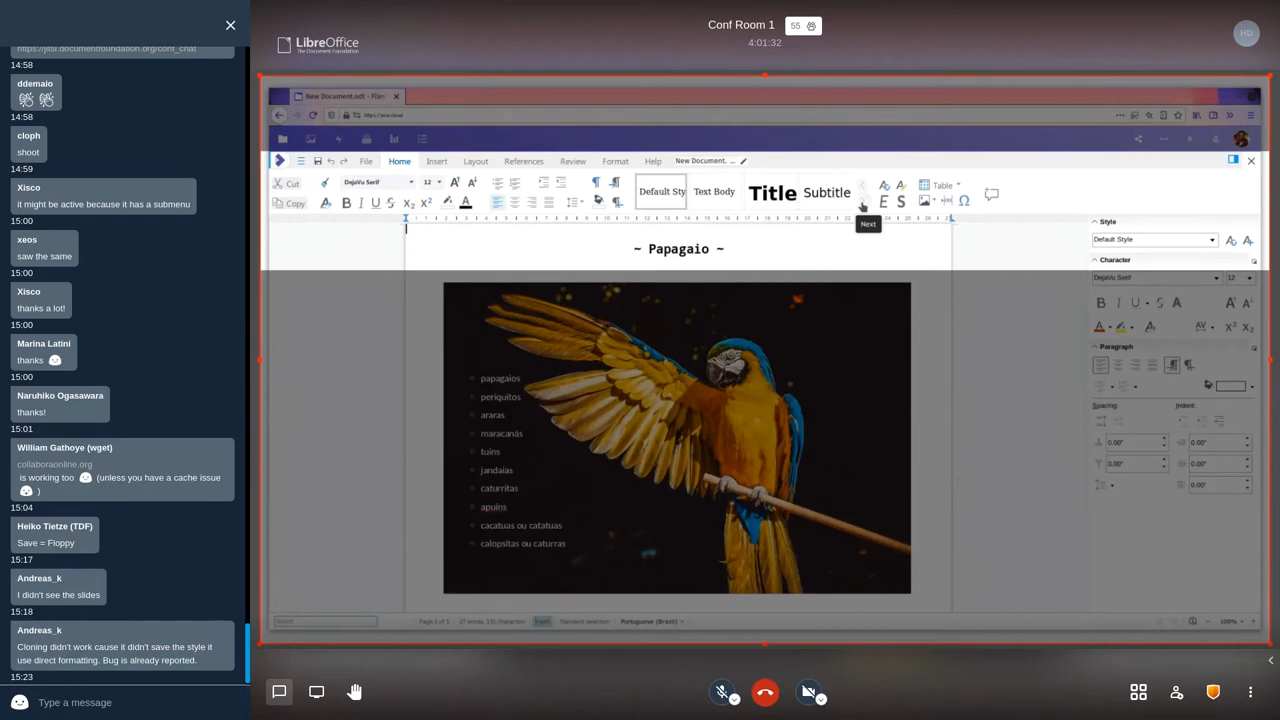 https://jitsi.documentfoundation.org/conf_chat
14:58
ddemaio
14:58
cloph
shoot
14:59
Xisco
it might be active because it has a submenu
15:00
xeos
saw the same
15:00
Xisco
thanks a lot!
15:00
Marina Latini
thanks
15:00
Naruhiko Ogasawara
thanks!
15:01
William Gathoye (wget)
collaboraonline.org
is working too (unless you have a cache issue
)
15:04
Heiko Tietze (TDF)
Save = Floppy
15:17
Andreas_k
I didn't see the slides
15:18
Andreas_k
Cloning didn't work cause it didn't save the style it
use direct formatting. Bug is already reported.
15:23
Type a message
LibreOffice
The Document Foundation
Conf Room 1
55
4:01:32
HD
New Document.odt - Files
File Home Insert Layout References Review Format Help New Document. ...
Cut
Copy
DejaVu Serif 12
Default Sty Text Body Title Subtitle
Table
Next
~ Papagaio ~
papagaios
periquitos
araras
maracanãs
tuins
jandaias
caturritas
apuins
cacatuas ou catatuas
calopsitas ou caturras
Style
Default Style
Character
DejaVu Serif 12
Paragraph
Spacing: Indent:
0.00" 0.00"
0.00" 0.00"
0.00"
Search
Page 1 of 1 27 words, 135 characters Insert Standard selection Portuguese (Brazil) 100%